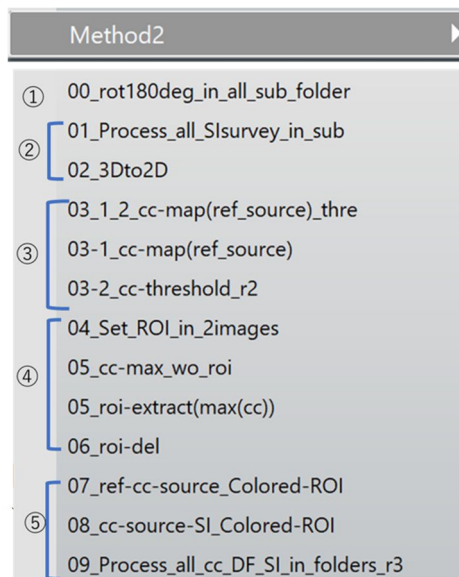 Method2
① 00_rot180deg_in_all_sub_folder
② 01_Process_all_SIsurvey_in_sub
02_3Dto2D
③ 03_1_2_cc-map(ref_source)_thre
03-1_cc-map(ref_source)
03-2_cc-threshold_r2
④ 04_Set_ROI_in_2images
05_cc-max_wo_roi
05_roi-extract(max(cc))
06_roi-del
⑤ 07_ref-cc-source_Colored-ROI
08_cc-source-SI_Colored-ROI
09_Process_all_cc_DF_SI_in_folders_r3